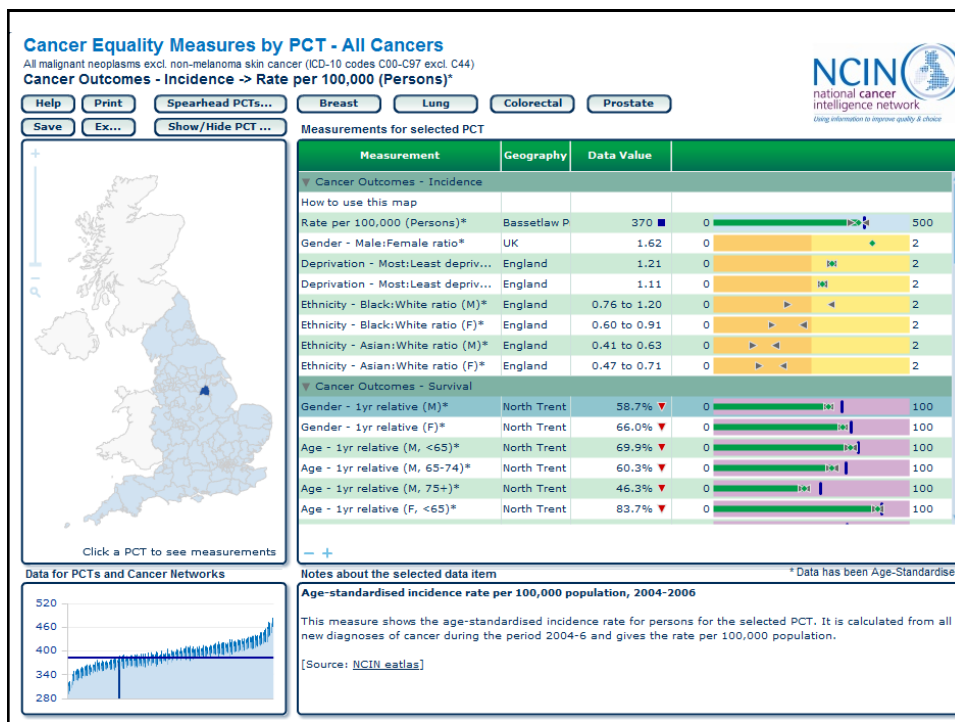 Cancer Equality Measures by PCT - All Cancers
All malignant neoplasms excl. non-melanoma skin cancer (ICD-10 codes C00-C97 excl. C44)
Cancer Outcomes - Incidence -> Rate per 100,000 (Persons)*
NCIN
national cancer
intelligence network
Using information to improve quality & choice
Help Print Spearhead PCTs... Breast Lung Colorectal Prostate
Save Ex... Show/Hide PCT ...
Measurements for selected PCT
Measurement Geography Data Value
▼ Cancer Outcomes - Incidence
How to use this map
Rate per 100,000 (Persons)* Bassetlaw P 370 0 500
Gender - Male:Female ratio* UK 1.62 0 2
Deprivation - Most:Least depriv... England 1.21 0 2
Deprivation - Most:Least depriv... England 1.11 0 2
Ethnicity - Black:White ratio (M)* England 0.76 to 1.20 0 2
Ethnicity - Black:White ratio (F)* England 0.60 to 0.91 0 2
Ethnicity - Asian:White ratio (M)* England 0.41 to 0.63 0 2
Ethnicity - Asian:White ratio (F)* England 0.47 to 0.71 0 2
▼ Cancer Outcomes - Survival
Gender - 1yr relative (M)* North Trent 58.7% ▼ 0 100
Gender - 1yr relative (F)* North Trent 66.0% ▼ 0 100
Age - 1yr relative (M, <65)* North Trent 69.9% ▼ 0 100
Age - 1yr relative (M, 65-74)* North Trent 60.3% ▼ 0 100
Age - 1yr relative (M, 75+)* North Trent 46.3% ▼ 0 100
Age - 1yr relative (F, <65)* North Trent 83.7% ▼ 0 100
Click a PCT to see measurements
− +
Data for PCTs and Cancer Networks
520
460
400
340
280
Notes about the selected data item
* Data has been Age-Standardise
Age-standardised incidence rate per 100,000 population, 2004-2006
This measure shows the age-standardised incidence rate for persons for the selected PCT. It is calculated from all
new diagnoses of cancer during the period 2004-6 and gives the rate per 100,000 population.
[Source: NCIN eatlas]